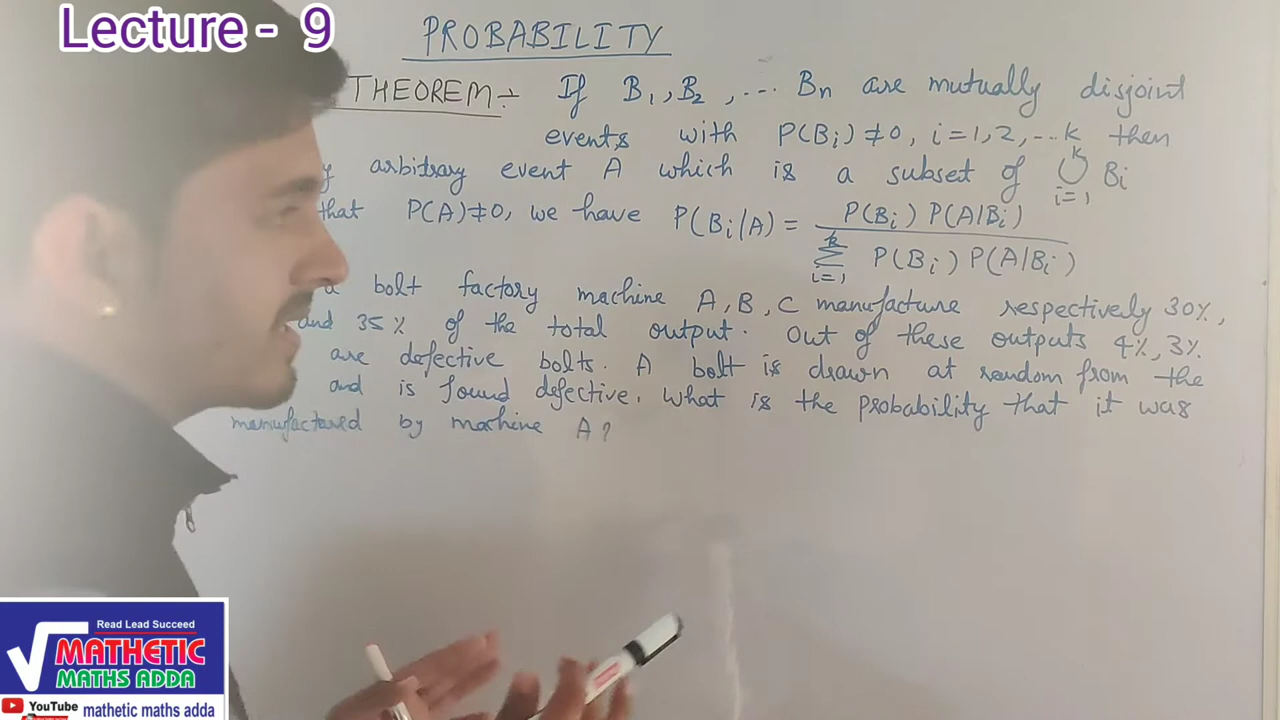 Lecture - 9
PROBABILITY
THEOREM :- If B₁, B₂, ... Bn are mutually disjoint
events with P(Bi) ≠ 0, i = 1, 2, ... k then
arbitrary event A which is a subset of ∪ᵏᵢ₌₁ Bi
that P(A) ≠ 0, we have P(Bi/A) = P(Bi) P(A/Bi) / Σᵏᵢ₌₁ P(Bi) P(A/Bi)
a bolt factory machine A, B, C manufacture respectively 30%,
and 35% of the total output. Out of these outputs 4%, 3%
are defective bolts. A bolt is drawn at random from the
and is found defective. What is the probability that it was
manufactured by machine A?
Read Lead Succeed
MATHETIC
MATHS ADDA
YouTube
mathetic maths adda